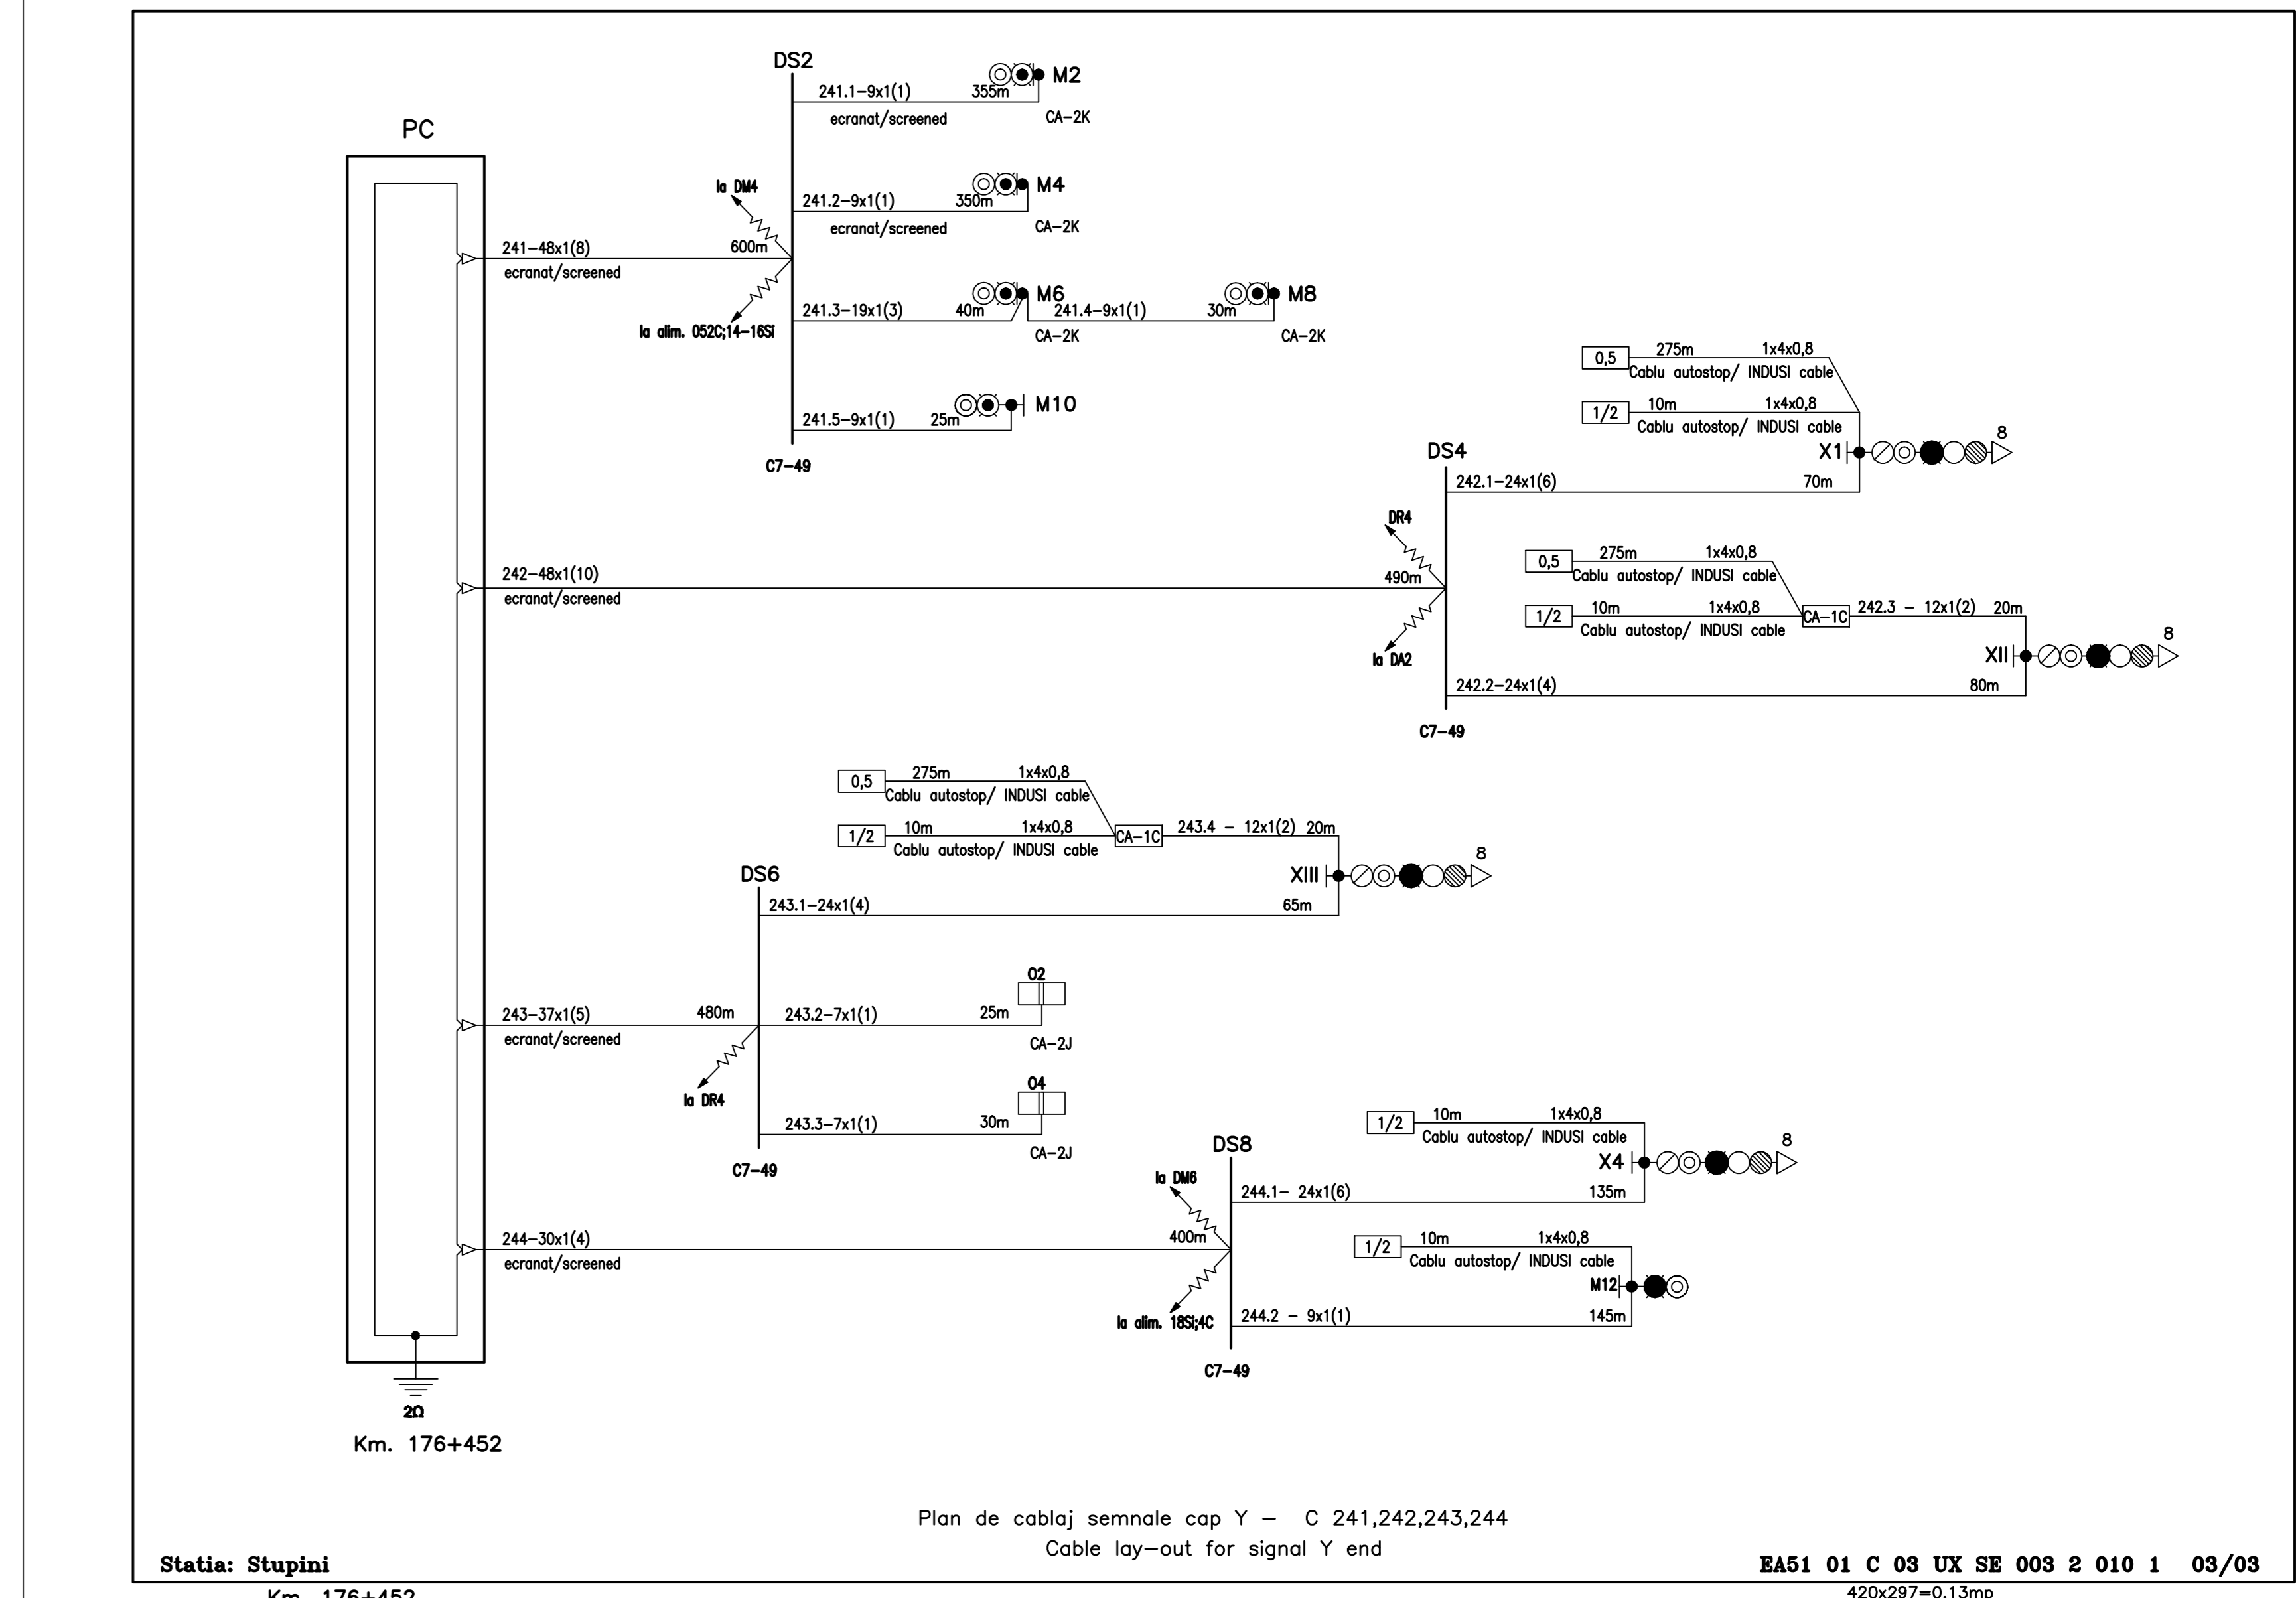 DS2
M2
241.1-9x1(1) 355m
ecranat/screened CA-2K
PC
la DM4
M4
241.2-9x1(1) 350m
ecranat/screened CA-2K
241-48x1(8) 600m
ecranat/screened
M6
M8
241.3-19x1(3) 40m
241.4-9x1(1) 30m
la alim. 052C;14-16Si
CA-2K
CA-2K
M10
241.5-9x1(1) 25m
C7-49
0,5 275m 1x4x0,8
Cablu autostop/ INDUSI cable
1/2 10m 1x4x0,8
Cablu autostop/ INDUSI cable
8
DS4
X1
242.1-24x1(6) 70m
DR4
0,5 275m 1x4x0,8
Cablu autostop/ INDUSI cable
242-48x1(10) 490m
ecranat/screened
1/2 10m 1x4x0,8
Cablu autostop/ INDUSI cable
CA-1C
242.3 - 12x1(2) 20m
8
la DA2
XII
242.2-24x1(4) 80m
C7-49
0,5 275m 1x4x0,8
Cablu autostop/ INDUSI cable
1/2 10m 1x4x0,8
Cablu autostop/ INDUSI cable
CA-1C
243.4 - 12x1(2) 20m
8
DS6
XIII
243.1-24x1(4) 65m
O2
243-37x1(5) 480m
ecranat/screened
243.2-7x1(1) 25m
CA-2J
la DR4
O4
243.3-7x1(1) 30m
CA-2J
C7-49
DS8
1/2 10m 1x4x0,8
Cablu autostop/ INDUSI cable
8
X4
la DM6
244.1- 24x1(6) 135m
244-30x1(4) 400m
ecranat/screened
1/2 10m 1x4x0,8
Cablu autostop/ INDUSI cable
M12
la alim. 18Si;4C
244.2 - 9x1(1) 145m
C7-49
2Ω
Km. 176+452
Plan de cablaj semnale cap Y - C 241,242,243,244
Cable lay-out for signal Y end
Statia: Stupini
EA51 01 C 03 UX SE 003 2 010 1 03/03
Km. 176+452
420x297=0.13mp